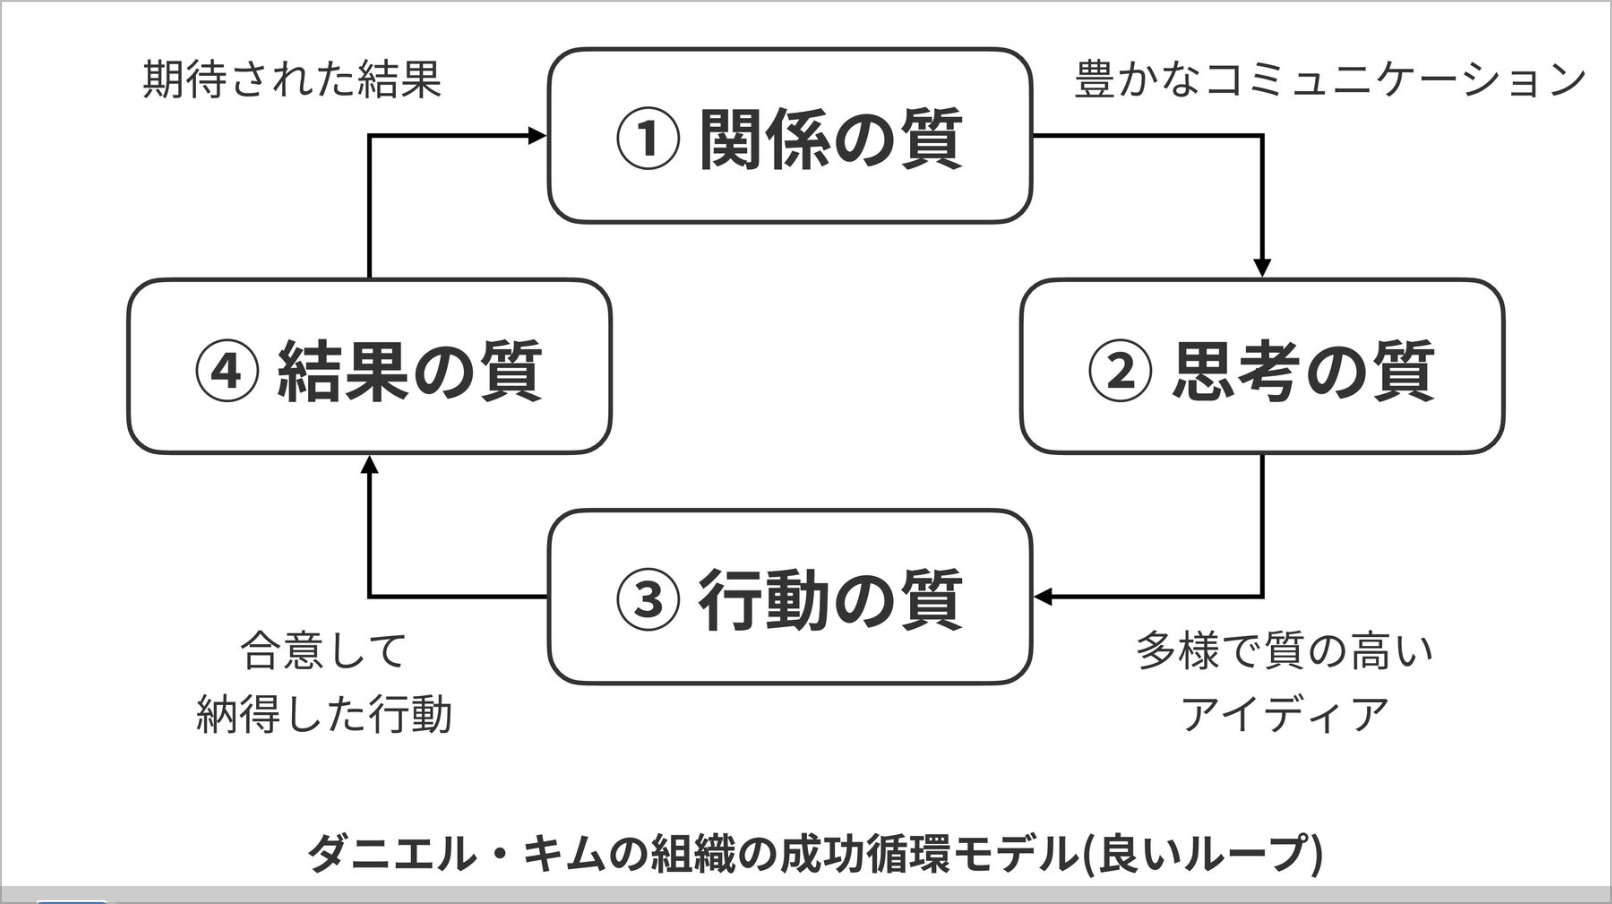 期待された結果
① 関係の質
豊かなコミュニケーション
④ 結果の質
② 思考の質
③ 行動の質
合意して
納得した行動
多様で質の高い
アイディア
ダニエル・キムの組織の成功循環モデル(良いループ)